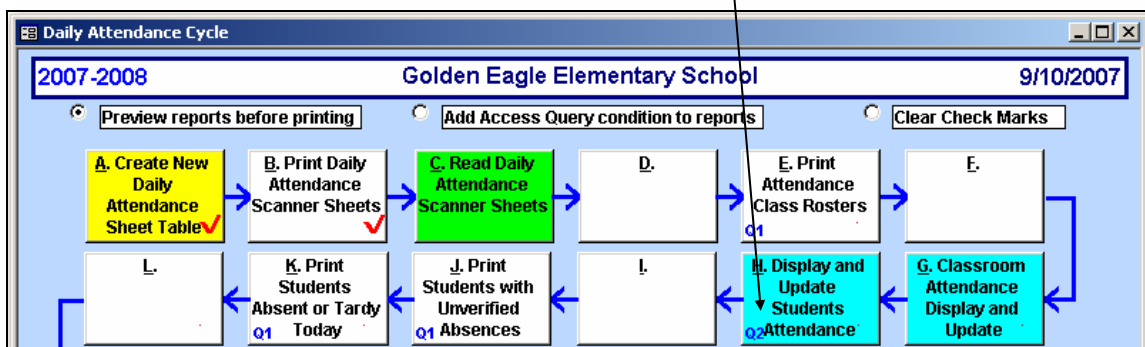 Daily Attendance Cycle
2007-2008 Golden Eagle Elementary School 9/10/2007
Preview reports before printing Add Access Query condition to reports Clear Check Marks
A. Create New
Daily
Attendance
Sheet Table
B. Print Daily
Attendance
Scanner Sheets
C. Read Daily
Attendance
Scanner Sheets
D.
E. Print
Attendance
Class Rosters
Q1
F.
L.
K. Print
Students
Absent or Tardy
Q1 Today
J. Print
Students with
Unverified
Q1 Absences
I.
H. Display and
Update
Students
Q2 Attendance
G. Classroom
Attendance
Display and
Update